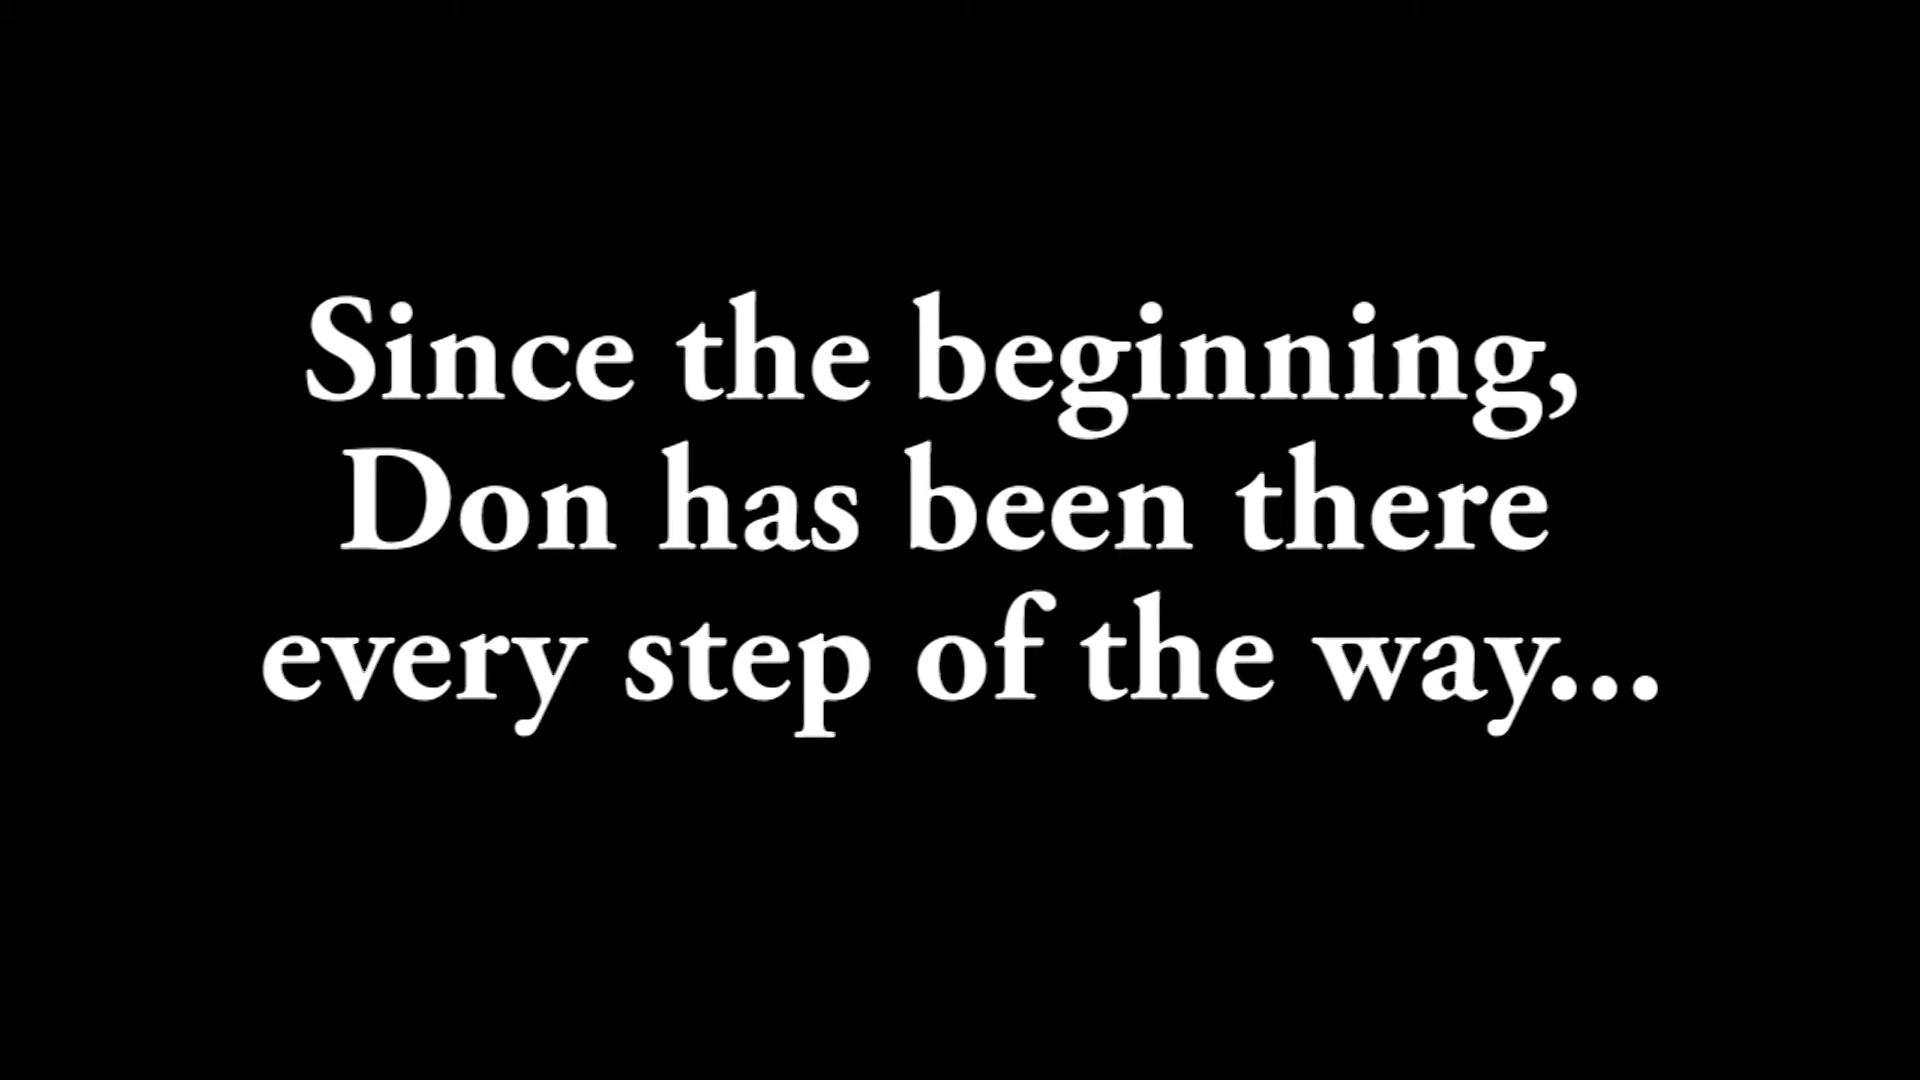 Since the beginning,
Don has been there
every step of the way...